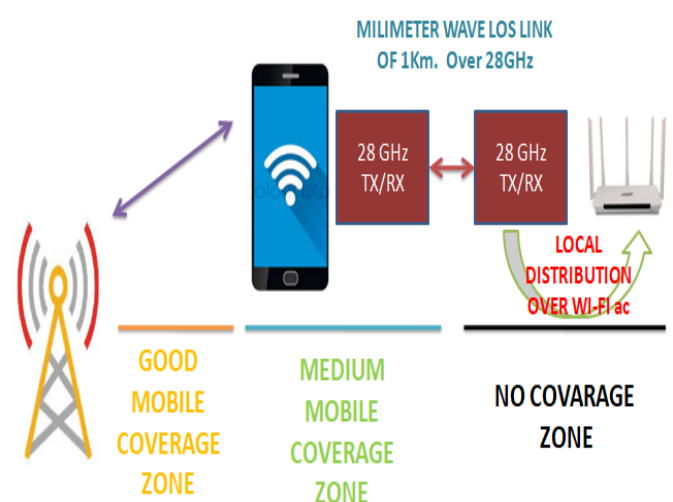 MILIMETER WAVE LOS LINK
OF 1Km. Over 28GHz
28 GHz
TX/RX
28 GHz
TX/RX
LOCAL
DISTRIBUTION
OVER WI-FI ac
GOOD
MOBILE
COVERAGE
ZONE
MEDIUM
MOBILE
COVERAGE
ZONE
NO COVARAGE
ZONE